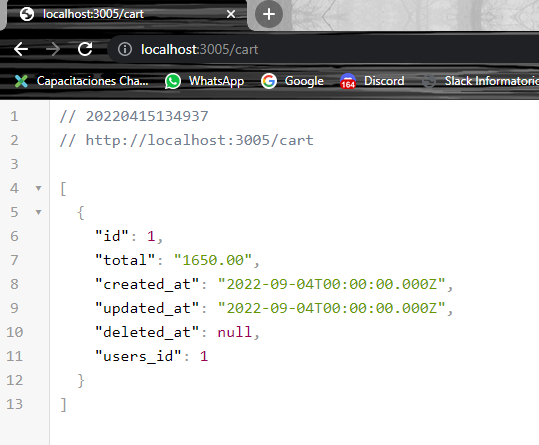 localhost:3005/cart
localhost:3005/cart
Capacitaciones Cha... WhatsApp Google 164 Discord Slack Informatorio
1 // 20220415134937
2 // http://localhost:3005/cart
3
4 [
5 {
6 "id": 1,
7 "total": "1650.00",
8 "created_at": "2022-09-04T00:00:00.000Z",
9 "updated_at": "2022-09-04T00:00:00.000Z",
10 "deleted_at": null,
11 "users_id": 1
12 }
13 ]